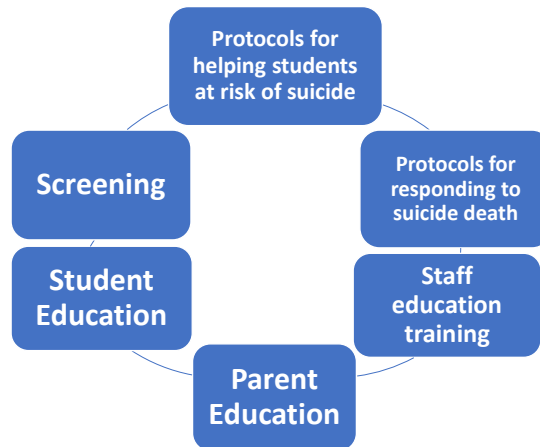 Protocols for
helping students
at risk of suicide
Protocols for
responding to
suicide death
Staff
education
training
Parent
Education
Student
Education
Screening